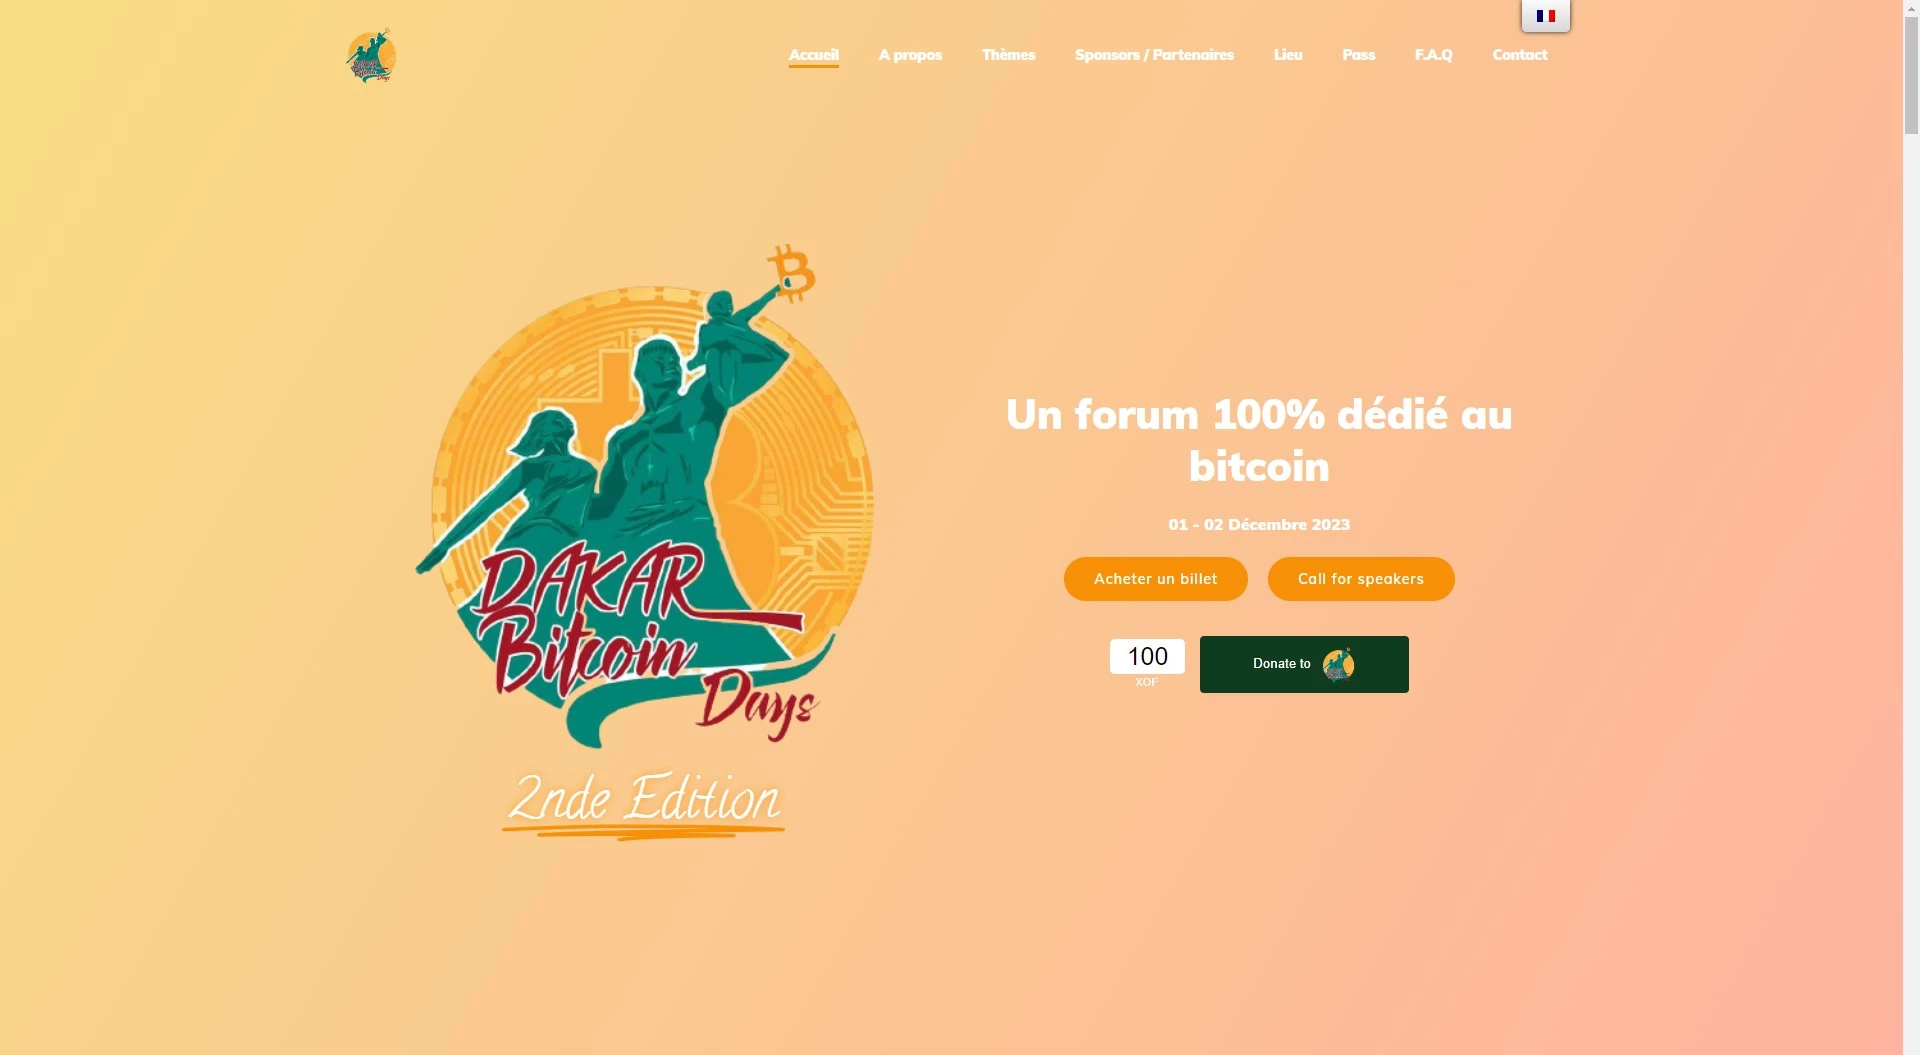 Accueil
A propos
Thèmes
Sponsors / Partenaires
Lieu
Pass
F.A.Q
Contact
DAKAR
Bitcoin
Days
2nde Edition
Un forum 100% dédié au
bitcoin
01 - 02 Décembre 2023
Acheter un billet
Call for speakers
100
XOF
Donate to